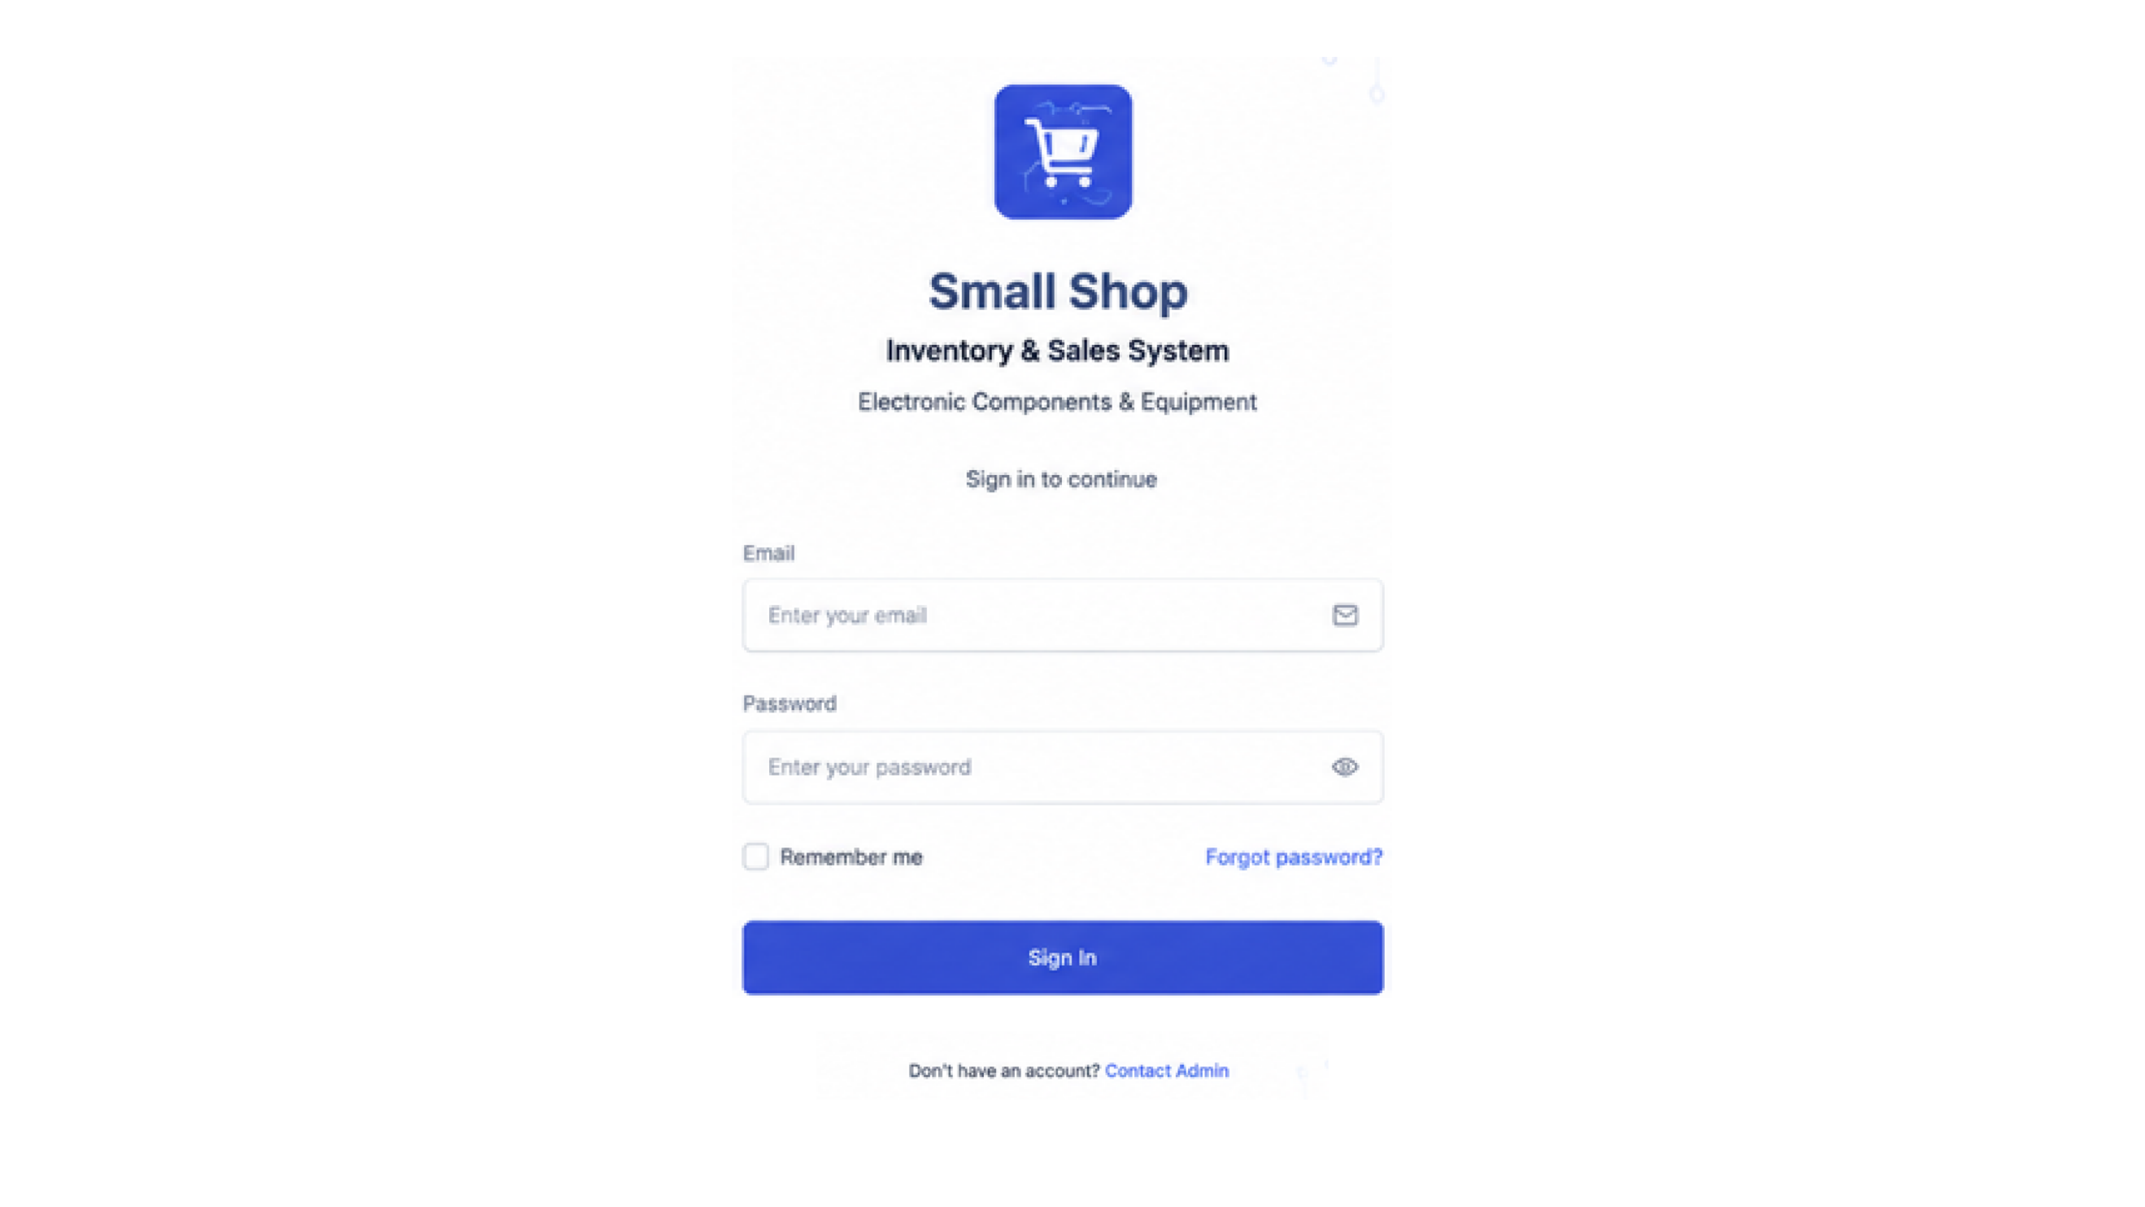 Small Shop
Inventory & Sales System
Electronic Components & Equipment
Sign in to continue
Email
Enter your email
Password
Enter your password
Remember me
Forgot password?
Sign In
Don't have an account? Contact Admin